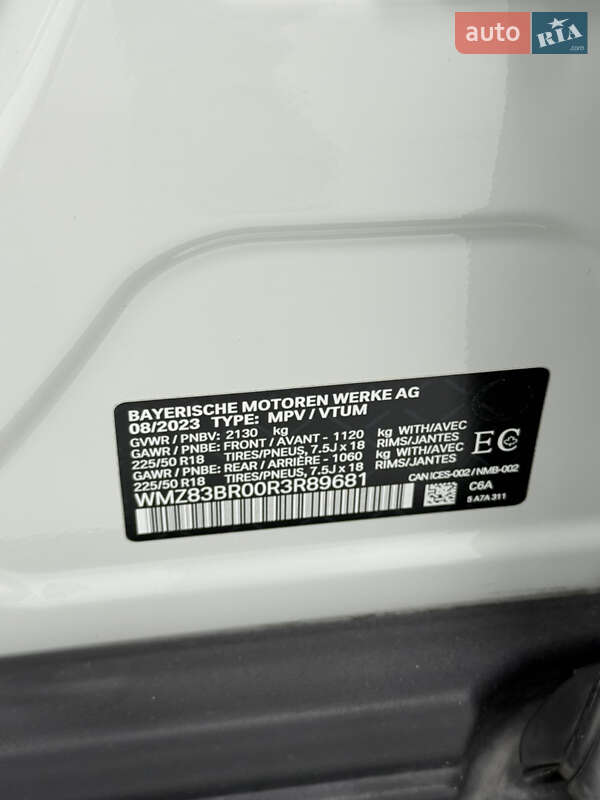 auto RIA .com
BAYERISCHE MOTOREN WERKE AG
08/2023 TYPE: MPV / VTUM
GVWR / PNBV: 2130 kg
GAWR / PNBE: FRONT / AVANT - 1120 kg WITH/AVEC
225/50 R18 TIRES/PNEUS, 7.5J x 18 RIMS/JANTES
GAWR / PNBE: REAR / ARRIÈRE - 1060 kg WITH/AVEC
225/50 R18 TIRES/PNEUS, 7.5J x 18 RIMS/JANTES
EC
WMZ83BR00R3R89681
CAN ICES-002 / NMB-002
C6A
5 A7A 311